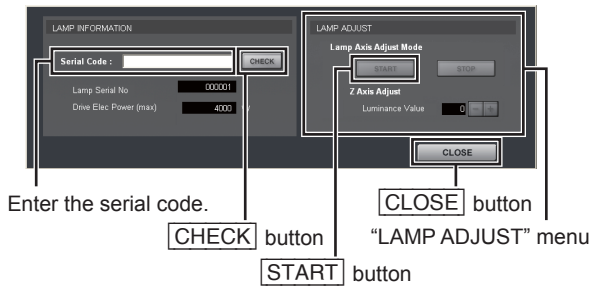 LAMP INFORMATION
Serial Code :
CHECK
Lamp Serial No 000001
Drive Elec Power (max) 4000 W
LAMP ADJUST
Lamp Axis Adjust Mode
START STOP
Z Axis Adjust
Luminance Value 0 - +
CLOSE
Enter the serial code.
CHECK button
START button
CLOSE button
“LAMP ADJUST” menu